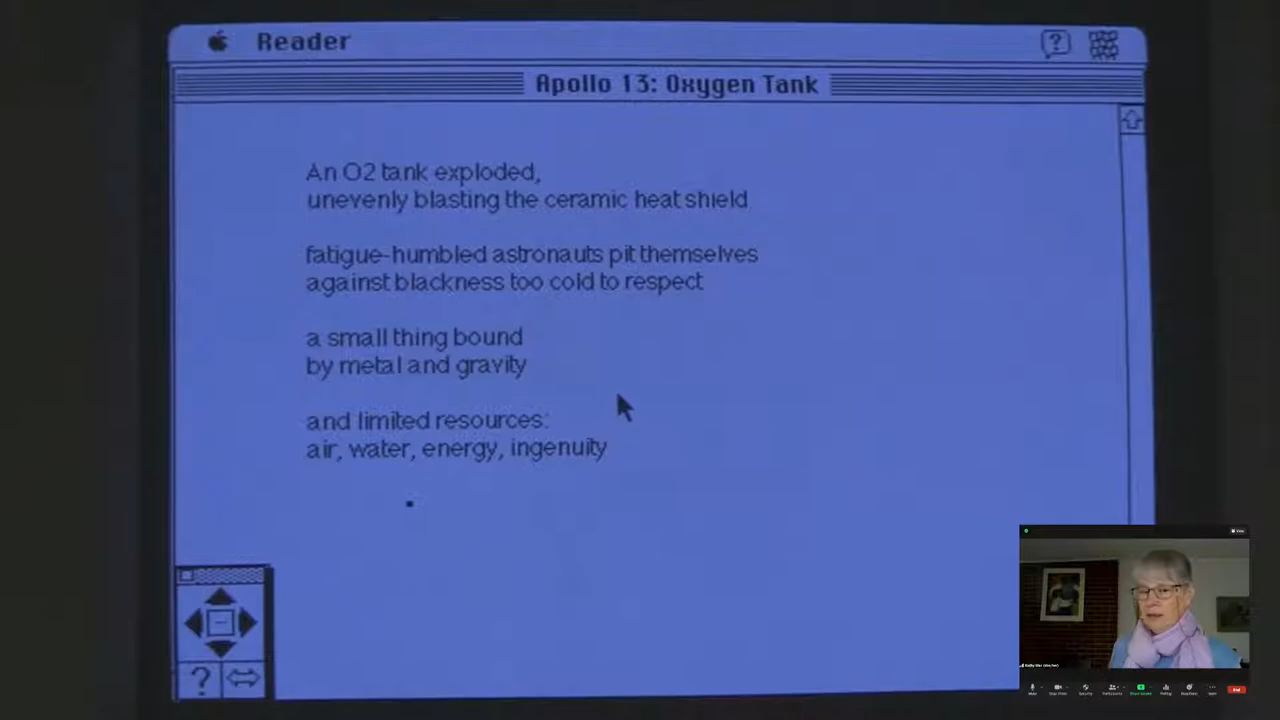 Reader
Apollo 13: Oxygen Tank
An O2 tank exploded,
unevenly blasting the ceramic heat shield
fatigue-humbled astronauts pit themselves
against blackness too cold to respect
a small thing bound
by metal and gravity
and limited resources:
air, water, energy, ingenuity
?
View
End